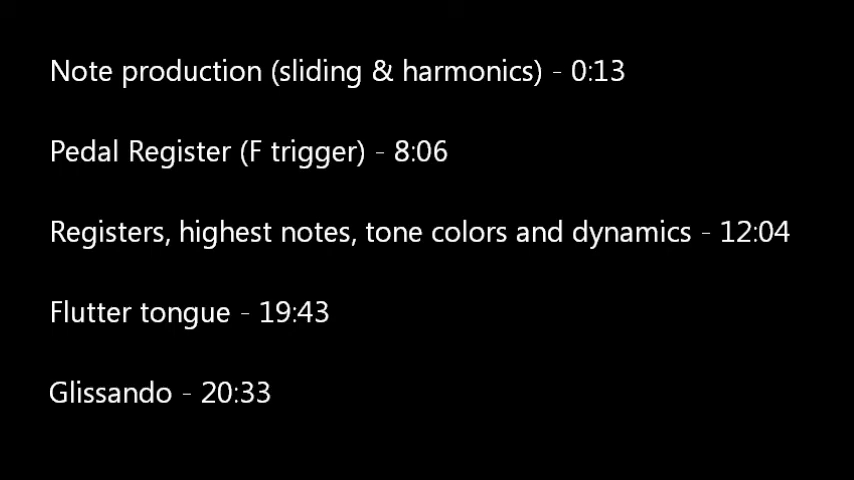 Note production (sliding & harmonics) - 0:13
Pedal Register (F trigger) - 8:06
Registers, highest notes, tone colors and dynamics - 12:04
Flutter tongue - 19:43
Glissando - 20:33